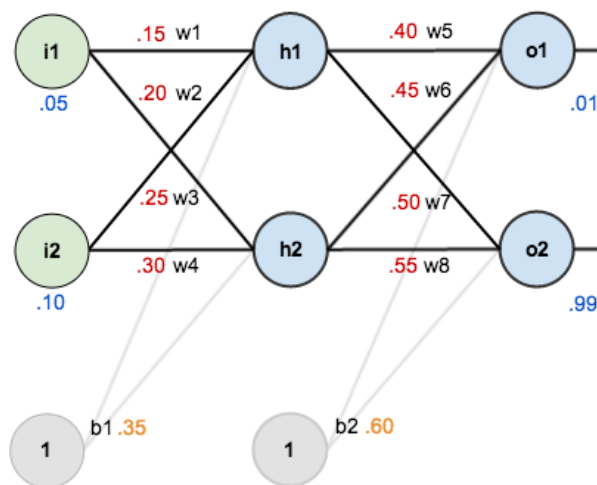 .15 w1
.40 w5
i1
h1
o1
.20 w2
.45 w6
.05
.01
.25 w3
.50 w7
i2
h2
o2
.30 w4
.55 w8
.10
.99
b1 .35
b2 .60
1
1